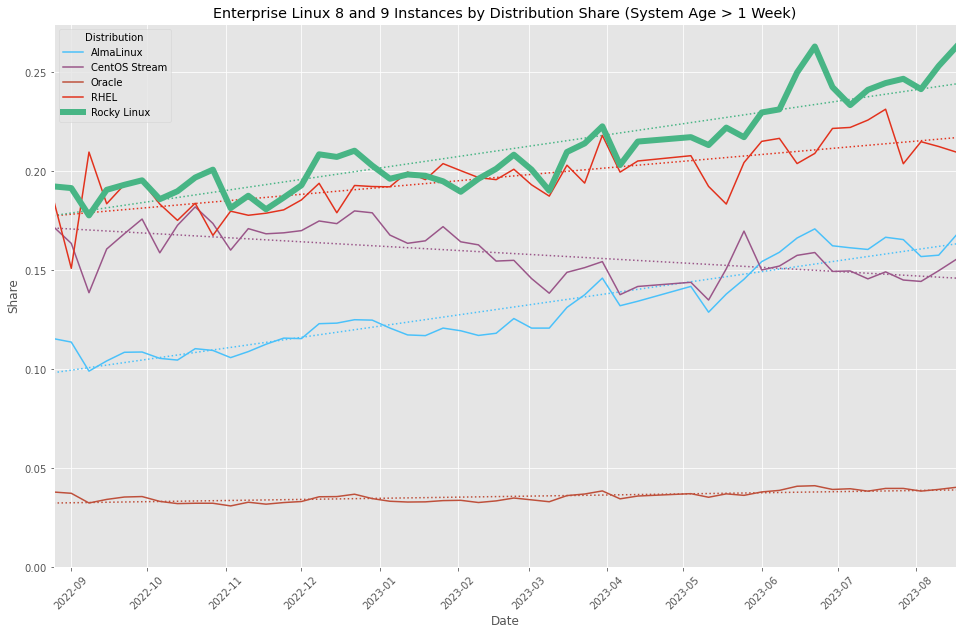 Enterprise Linux 8 and 9 Instances by Distribution Share (System Age > 1 Week)
Distribution
AlmaLinux
CentOS Stream
Oracle
RHEL
Rocky Linux
0.25
0.20
0.15
0.10
0.05
0.00
Share
2022-09
2022-10
2022-11
2022-12
2023-01
2023-02
2023-03
2023-04
2023-05
2023-06
2023-07
2023-08
Date